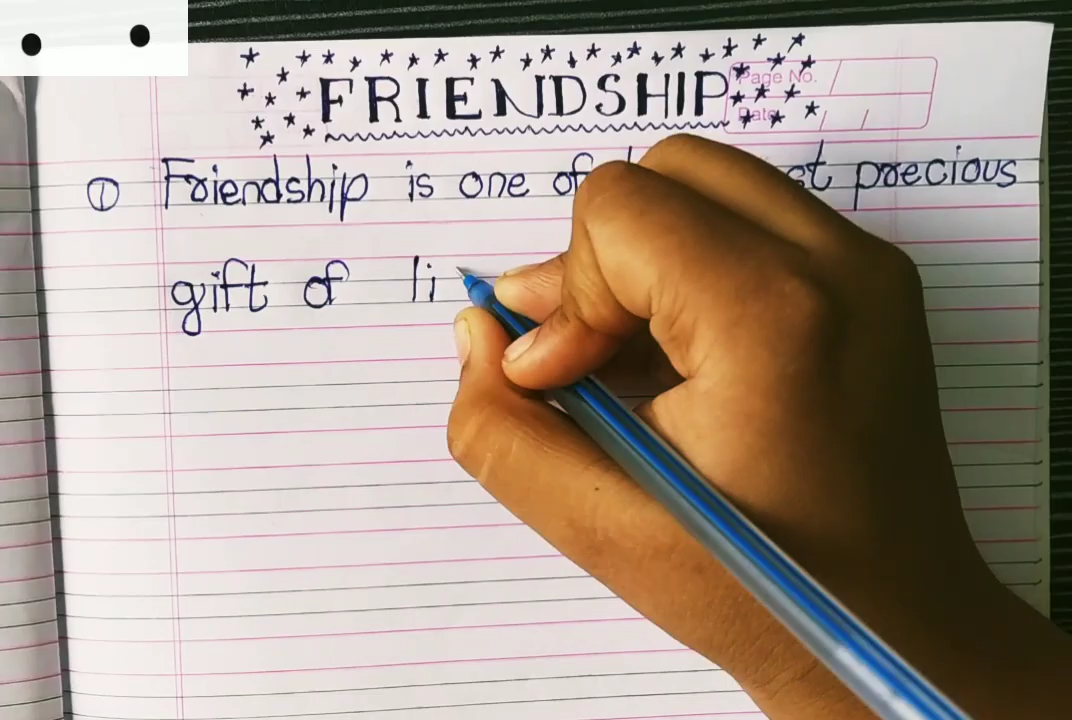 FRIENDSHIP
Page No.
Date
① Friendship is one of precious
gift of li